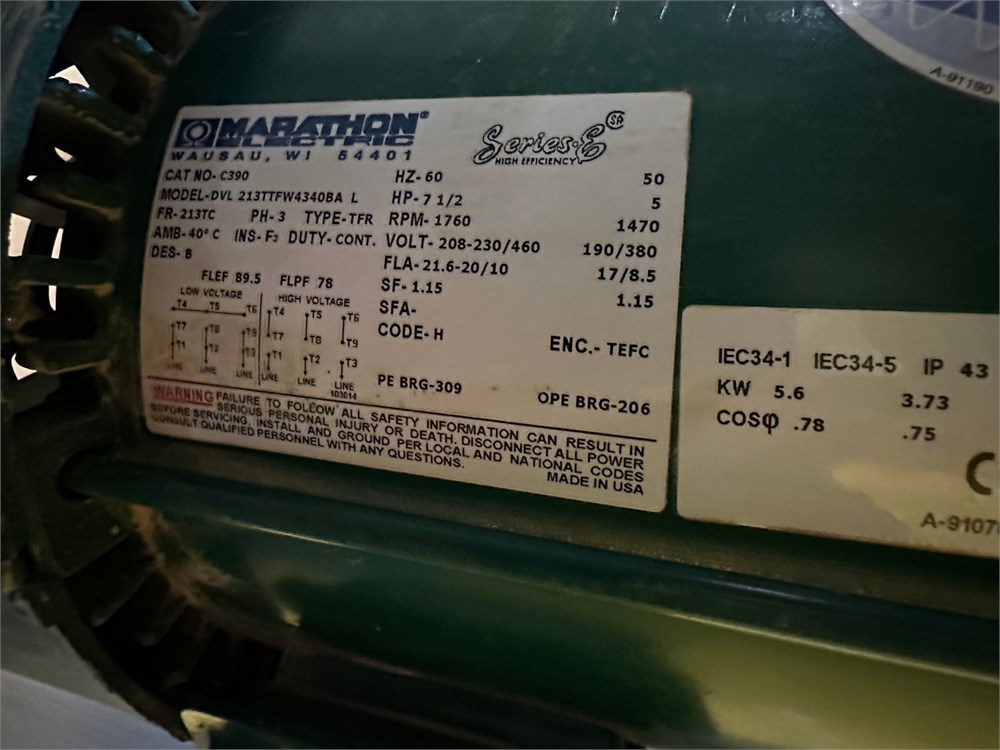 A-91190
MARATHON®
ELECTRIC
WAUSAU, WI 54401
Series-E SA
HIGH EFFICIENCY
CAT NO- C390 HZ- 60 50
MODEL-DVL 213TTFW4340BA L HP- 7 1/2 5
FR-213TC PH- 3 TYPE-TFR RPM- 1760 1470
AMB-40° C INS- F3 DUTY- CONT. VOLT- 208-230/460 190/380
DES- B FLA- 21.6-20/10 17/8.5
FLEF 89.5 FLPF 78 SF- 1.15 1.15
SFA-
CODE- H ENC.- TEFC
LOW VOLTAGE HIGH VOLTAGE
T4 T5 T6 T4 T5 T6
T7 T8 T9 T7 T8 T9
T1 T2 T3 T1 T2 T3
LINE LINE LINE LINE LINE
103014
PE BRG-309 OPE BRG-206
WARNING FAILURE TO FOLLOW ALL SAFETY INFORMATION CAN RESULT IN
SERIOUS PERSONAL INJURY OR DEATH. DISCONNECT ALL POWER
BEFORE SERVICING. INSTALL AND GROUND PER LOCAL AND NATIONAL CODES
CONSULT QUALIFIED PERSONNEL WITH ANY QUESTIONS.
MADE IN USA
IEC34-1 IEC34-5 IP 43
KW 5.6 3.73
COSφ .78 .75
A-9107